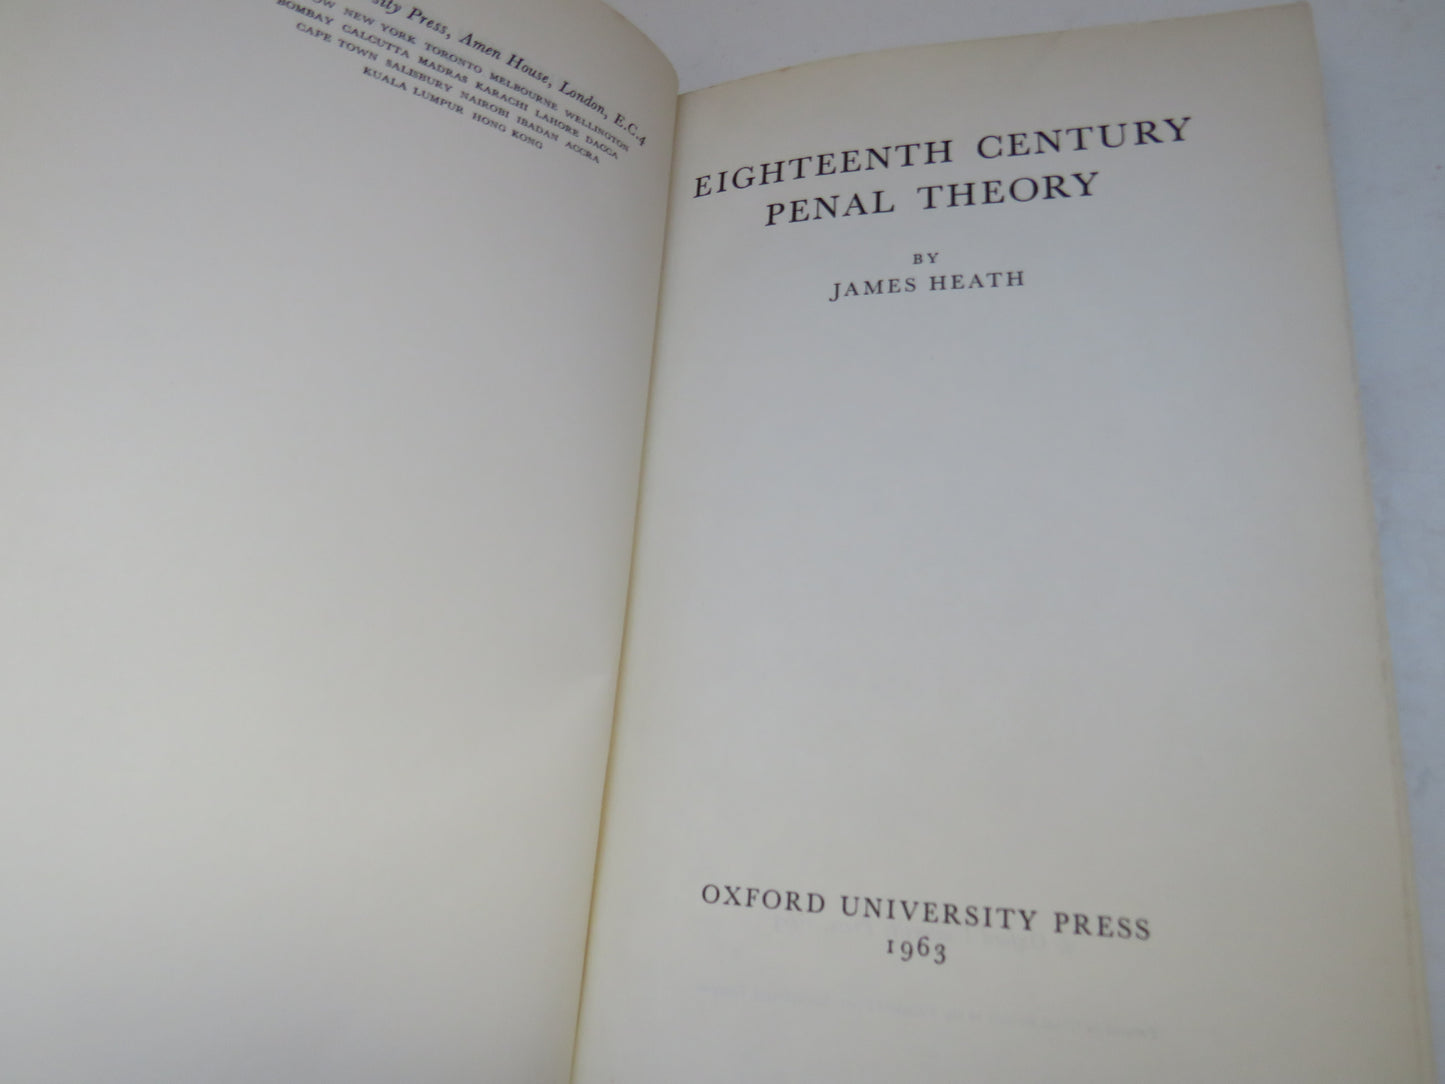 sity Press, Amen House, London, E.C.4
OW NEW YORK TORONTO MELBOURNE WELLINGTON
BOMBAY CALCUTTA MADRAS KARACHI LAHORE DACCA
CAPE TOWN SALISBURY NAIROBI IBADAN ACCRA
KUALA LUMPUR HONG KONG
EIGHTEENTH CENTURY
PENAL THEORY
BY
JAMES HEATH
OXFORD UNIVERSITY PRESS
1963